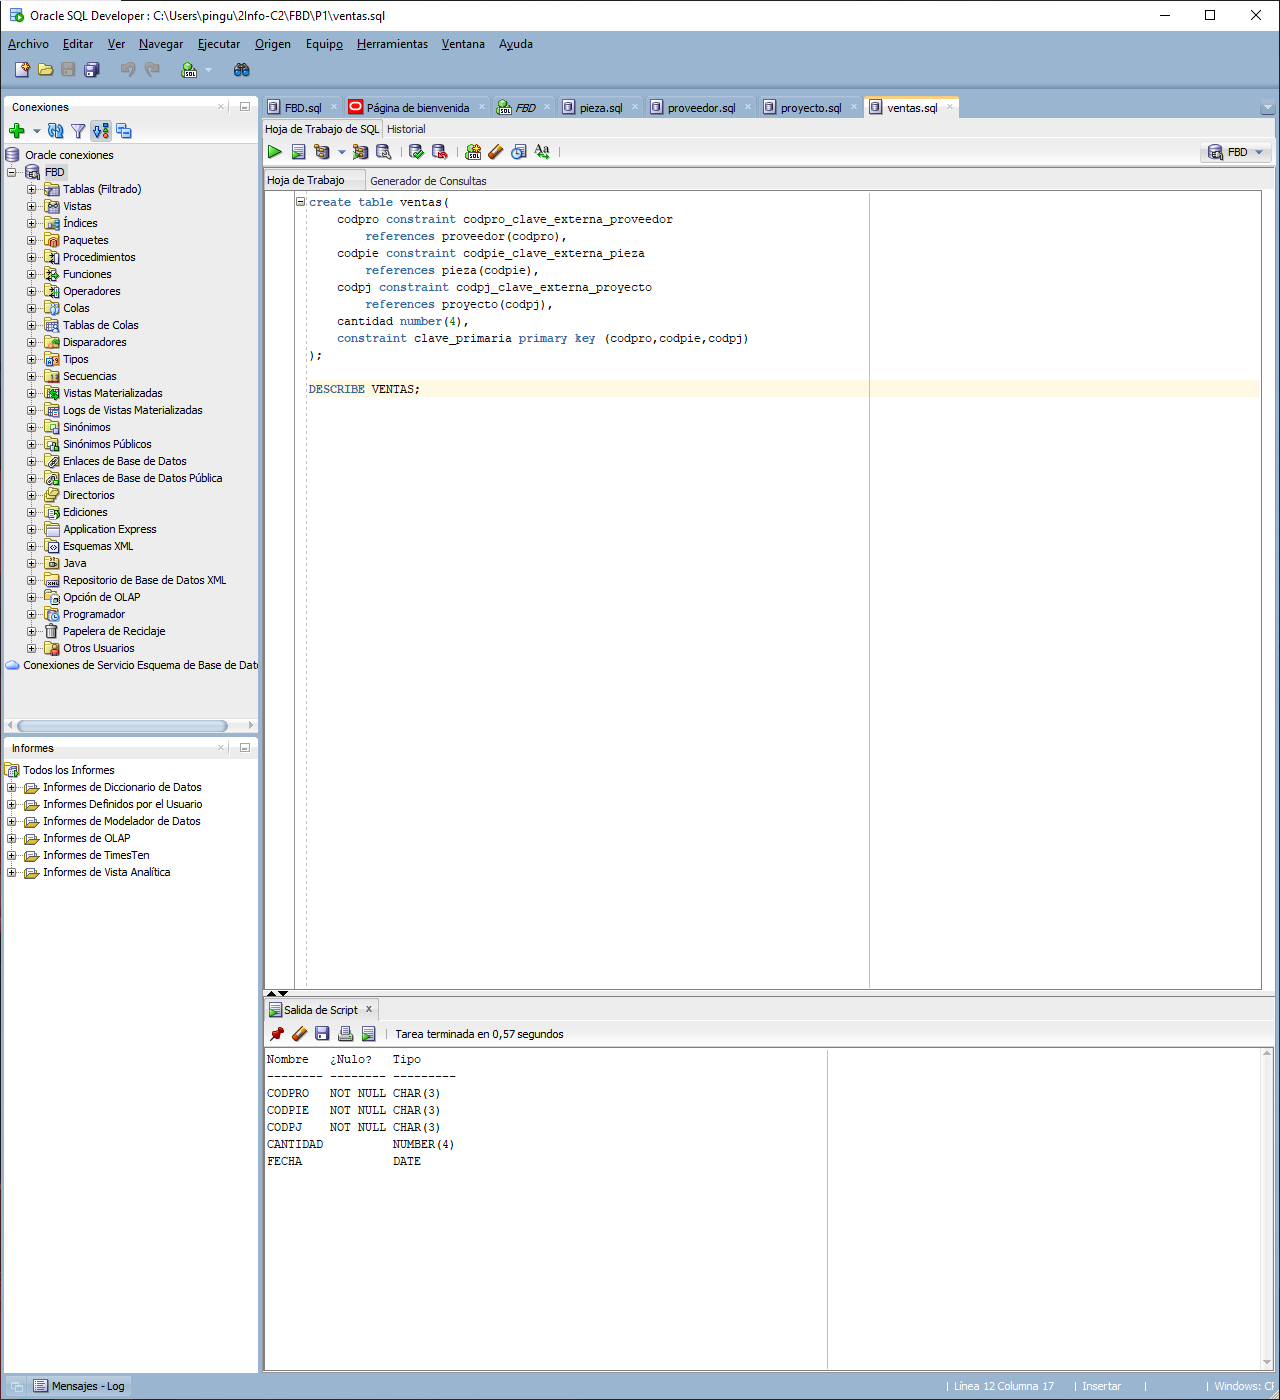 Oracle SQL Developer : C:\Users\pingu\2Info-C2\FBD\P1\ventas.sql
Archivo Editar Ver Navegar Ejecutar Origen Equipo Herramientas Ventana Ayuda
Conexiones
Oracle conexiones
FBD
Tablas (Filtrado)
Vistas
Índices
Paquetes
Procedimientos
Funciones
Operadores
Colas
Tablas de Colas
Disparadores
Tipos
Secuencias
Vistas Materializadas
Logs de Vistas Materializadas
Sinónimos
Sinónimos Públicos
Enlaces de Base de Datos
Enlaces de Base de Datos Pública
Directorios
Ediciones
Application Express
Esquemas XML
Java
Repositorio de Base de Datos XML
Opción de OLAP
Programador
Papelera de Reciclaje
Otros Usuarios
Conexiones de Servicio Esquema de Base de Dat
Informes
Todos los Informes
Informes de Diccionario de Datos
Informes Definidos por el Usuario
Informes de Modelador de Datos
Informes de OLAP
Informes de TimesTen
Informes de Vista Analítica
FBD.sql Página de bienvenida FBD pieza.sql proveedor.sql proyecto.sql ventas.sql
Hoja de Trabajo de SQL Historial
FBD
Hoja de Trabajo Generador de Consultas
create table ventas(
codpro constraint codpro_clave_externa_proveedor
references proveedor(codpro),
codpie constraint codpie_clave_externa_pieza
references pieza(codpie),
codpj constraint codpj_clave_externa_proyecto
references proyecto(codpj),
cantidad number(4),
constraint clave_primaria primary key (codpro,codpie,codpj)
);
DESCRIBE VENTAS;
Salida de Script
Tarea terminada en 0,57 segundos
Nombre ¿Nulo? Tipo
-------- -------- ---------
CODPRO NOT NULL CHAR(3)
CODPIE NOT NULL CHAR(3)
CODPJ NOT NULL CHAR(3)
CANTIDAD NUMBER(4)
FECHA DATE
Mensajes - Log
Línea 12 Columna 17 Insertar Windows: CF